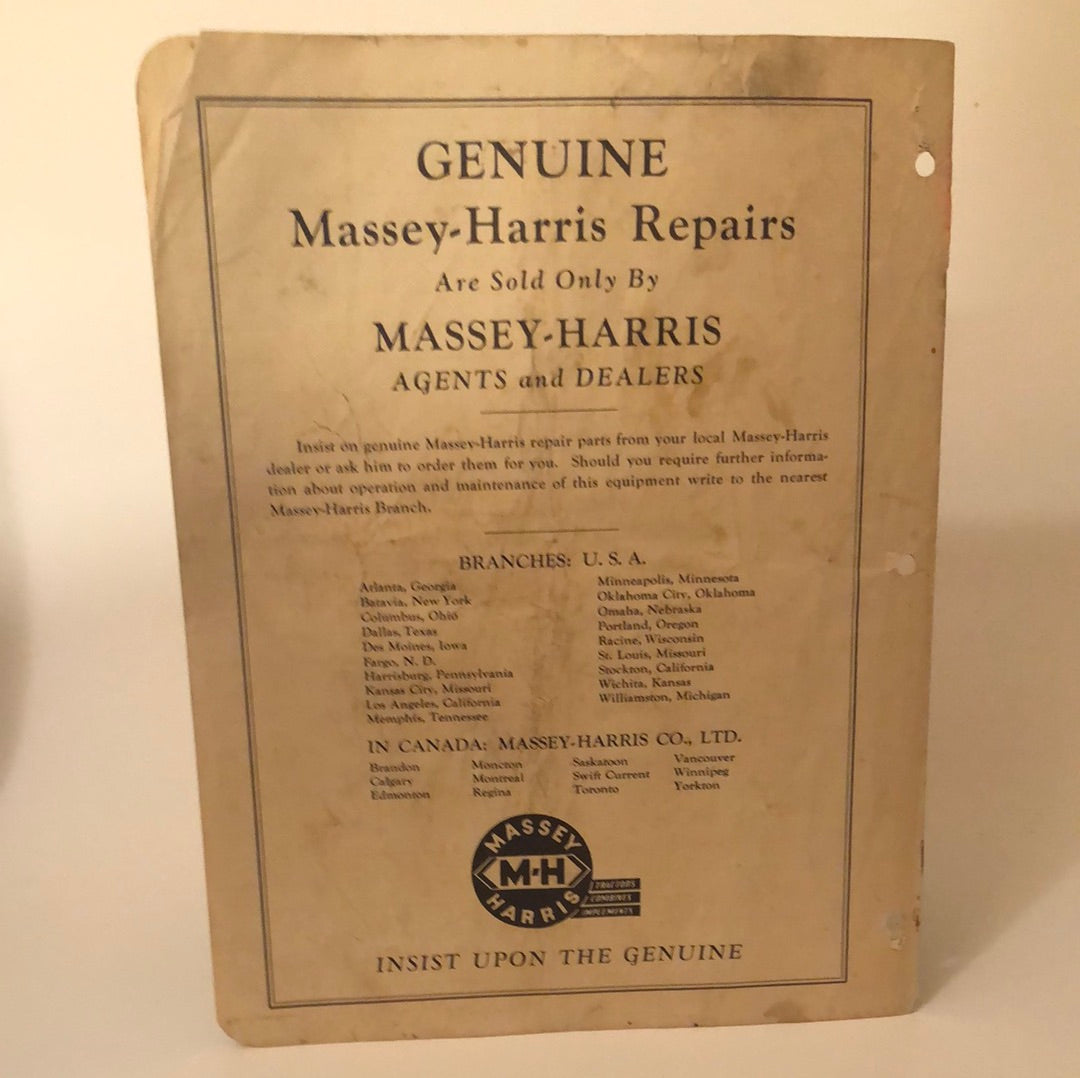 GENUINE
Massey-Harris Repairs
Are Sold Only By
MASSEY-HARRIS
AGENTS and DEALERS
Insist on genuine Massey-Harris repair parts from your local Massey-Harris
dealer or ask him to order them for you. Should you require further informa-
tion about operation and maintenance of this equipment write to the nearest
Massey-Harris Branch.
BRANCHES: U. S. A.
Atlanta, Georgia
Batavia, New York
Columbus, Ohio
Dallas, Texas
Des Moines, Iowa
Fargo, N. D.
Harrisburg, Pennsylvania
Kansas City, Missouri
Los Angeles, California
Memphis, Tennessee
Minneapolis, Minnesota
Oklahoma City, Oklahoma
Omaha, Nebraska
Portland, Oregon
Racine, Wisconsin
St. Louis, Missouri
Stockton, California
Wichita, Kansas
Williamston, Michigan
IN CANADA: MASSEY-HARRIS CO., LTD.
Brandon
Calgary
Edmonton
Moncton
Montreal
Regina
Saskatoon
Swift Current
Toronto
Vancouver
Winnipeg
Yorkton
MASSEY
M-H
HARRIS
TRACTORS
COMBINES
IMPLEMENTS
INSIST UPON THE GENUINE